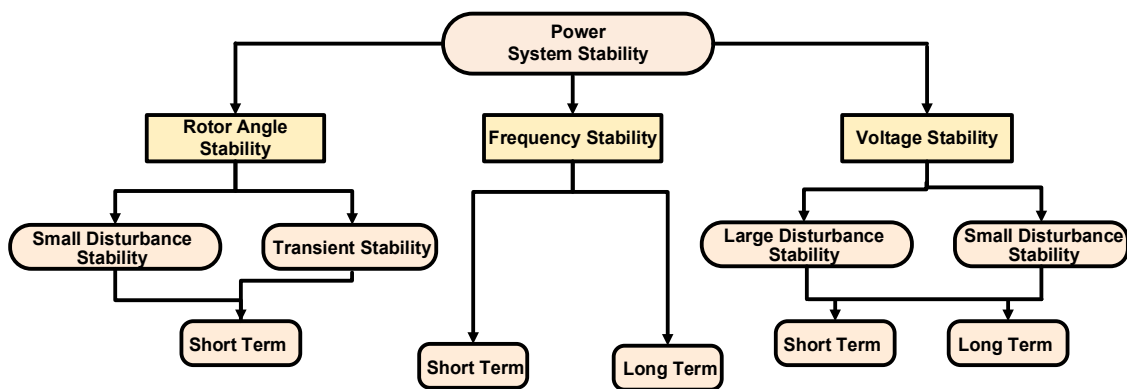 Power
System Stability
Rotor Angle
Stability
Frequency Stability
Voltage Stability
Small Disturbance
Stability
Transient Stability
Large Disturbance
Stability
Small Disturbance
Stability
Short Term
Short Term
Long Term
Short Term
Long Term